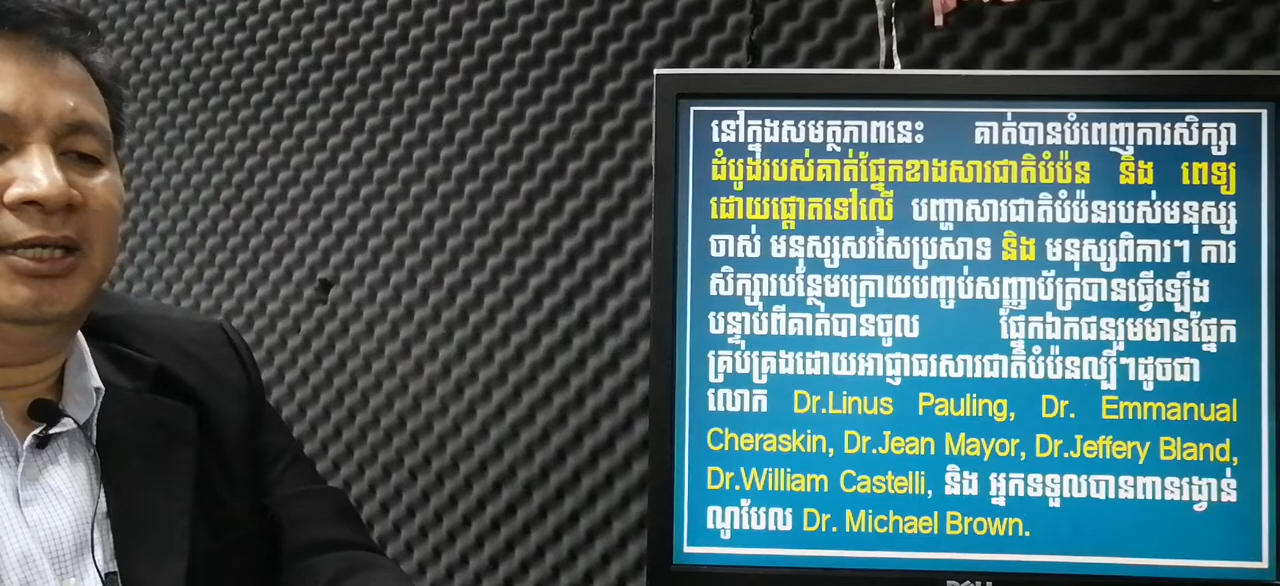 នៅក្នុងសមត្ថភាពនេះ គាត់បានបំពេញការសិក្សា
ដំបូងរបស់គាត់ផ្នែកខាងសារជាតិបំប៉ន និង ពេទ្យ
ដោយផ្តោតទៅលើ បញ្ហាសារជាតិបំប៉នរបស់មនុស្ស
ចាស់ មនុស្សសរសៃប្រសាទ និង មនុស្សពិការ។ ការ
សិក្សាបន្ថែមក្រោយបញ្ចប់សញ្ញាប័ត្របានធ្វើឡើង
បន្ទាប់ពីគាត់បានចូល ផ្នែកឯកជនរួមមានផ្នែក
គ្រប់គ្រងដោយអាជ្ញាធរសារជាតិបំប៉នល្បីៗដូចជា
លោក Dr.Linus Pauling, Dr. Emmanual
Cheraskin, Dr.Jean Mayor, Dr.Jeffery Bland,
Dr.William Castelli, និង អ្នកទទួលបានពានរង្វាន់
ណូបែល Dr. Michael Brown.